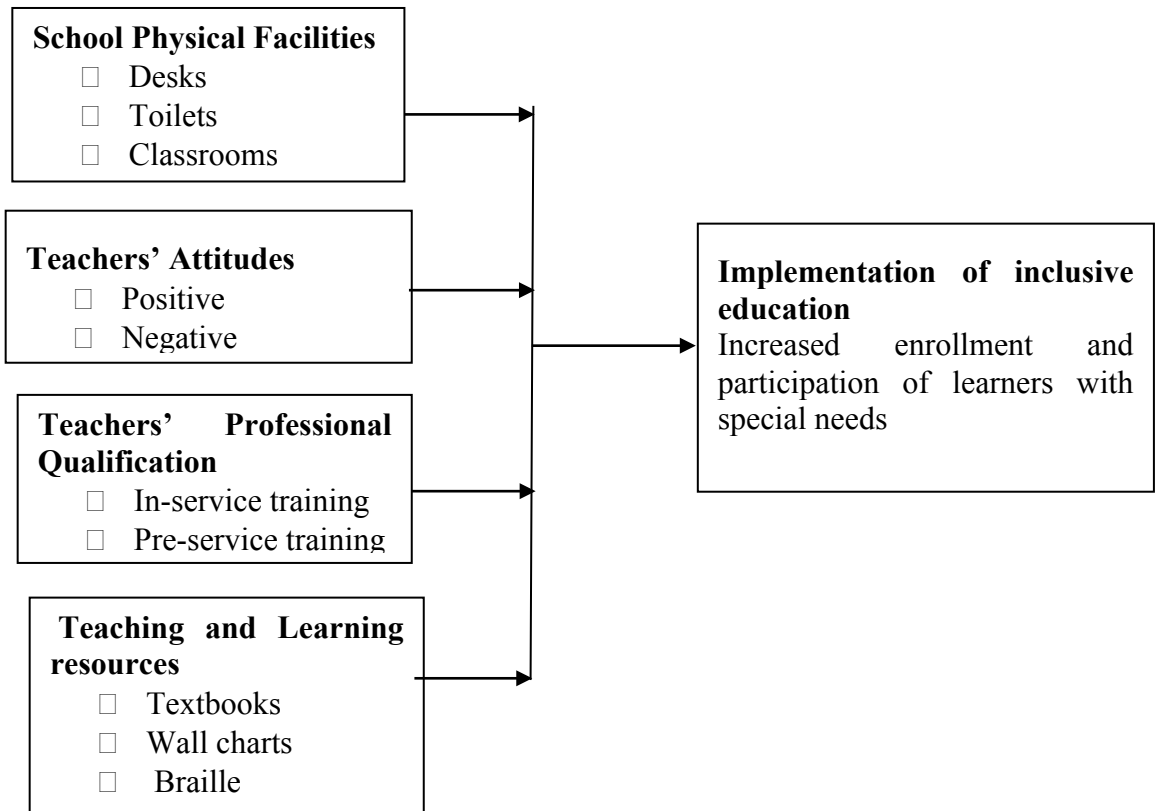 School Physical Facilities
□ Desks
□ Toilets
□ Classrooms
Teachers’ Attitudes
□ Positive
□ Negative
Teachers’ Professional
Qualification
□ In-service training
□ Pre-service training
Teaching and Learning
resources
□ Textbooks
□ Wall charts
□ Braille
Implementation of inclusive
education
Increased enrollment and
participation of learners with
special needs